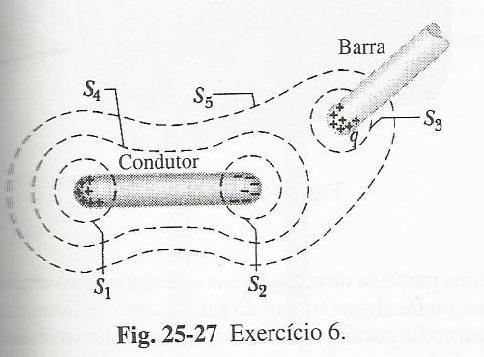 Barra
S4
S5
S3
q
Condutor
S1
S2
Fig. 25-27 Exercício 6.